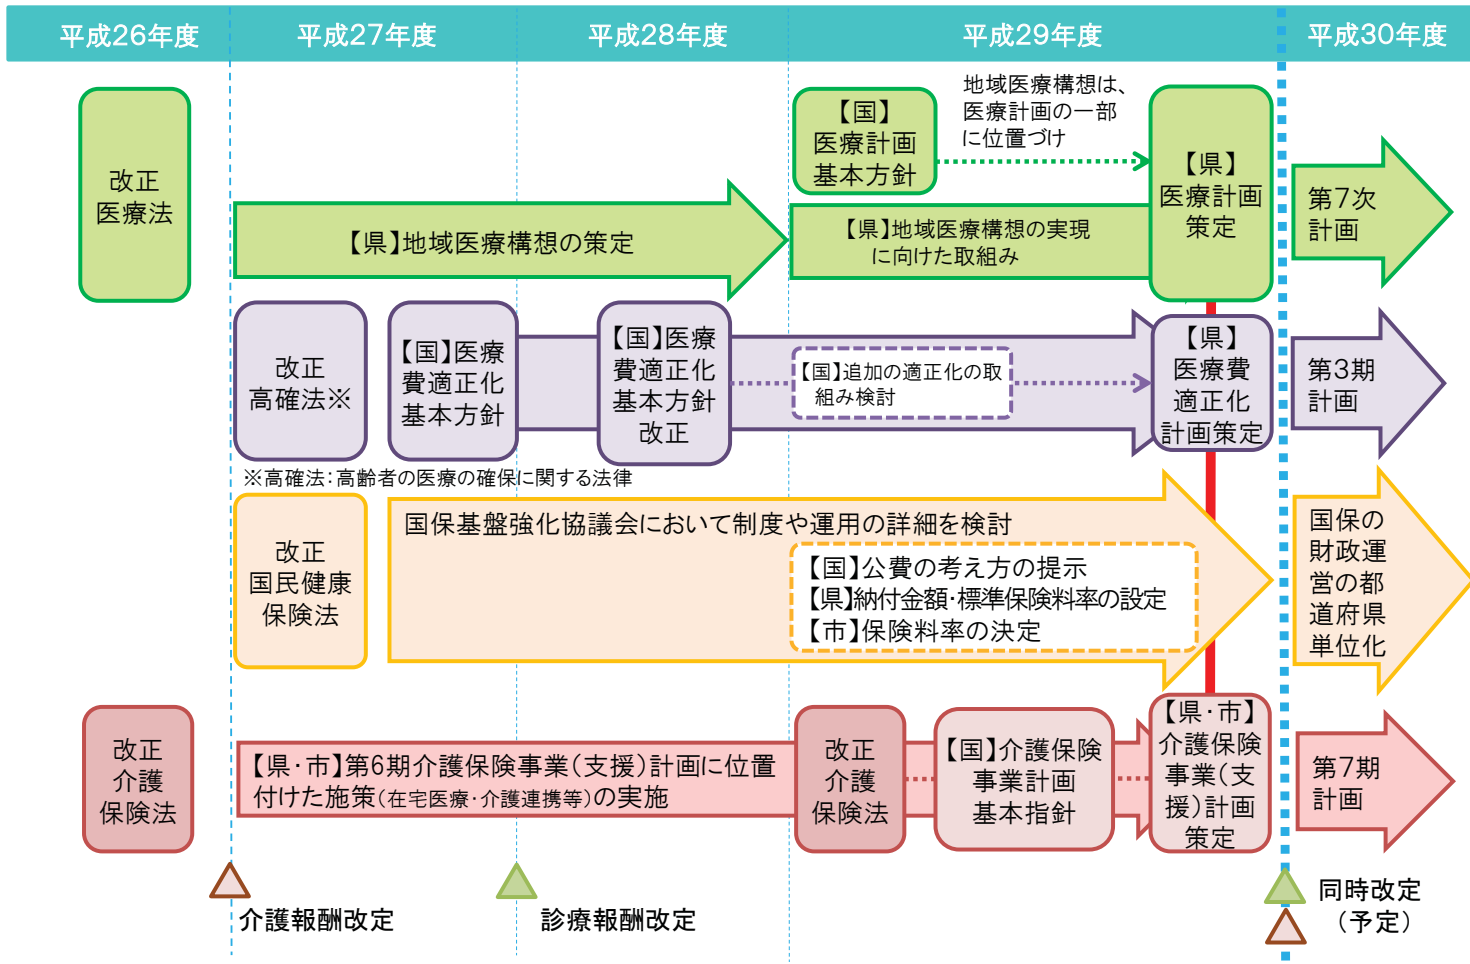 平成26年度
平成27年度
平成28年度
平成29年度
平成30年度
改正
医療法
【県】地域医療構想の策定
【国】
医療計画
基本方針
地域医療構想は、
医療計画の一部
に位置づけ
【県】地域医療構想の実現
に向けた取組み
【県】
医療計画
策定
第7次
計画
改正
高確法※
【国】医療
費適正化
基本方針
【国】医療
費適正化
基本方針
改正
【国】追加の適正化の取
組み検討
【県】
医療費
適正化
計画策定
第3期
計画
※高確法：高齢者の医療の確保に関する法律
改正
国民健康
保険法
国保基盤強化協議会において制度や運用の詳細を検討
【国】公費の考え方の提示
【県】納付金額・標準保険料率の設定
【市】保険料率の決定
国保の
財政運
営の都
道府県
単位化
改正
介護
保険法
【県・市】第6期介護保険事業（支援）計画に位置
付けた施策（在宅医療・介護連携等）の実施
改正
介護
保険法
【国】介護保険
事業計画
基本指針
【県・市】
介護保険
事業（支
援）計画
策定
第7期
計画
介護報酬改定
診療報酬改定
同時改定
（予定）